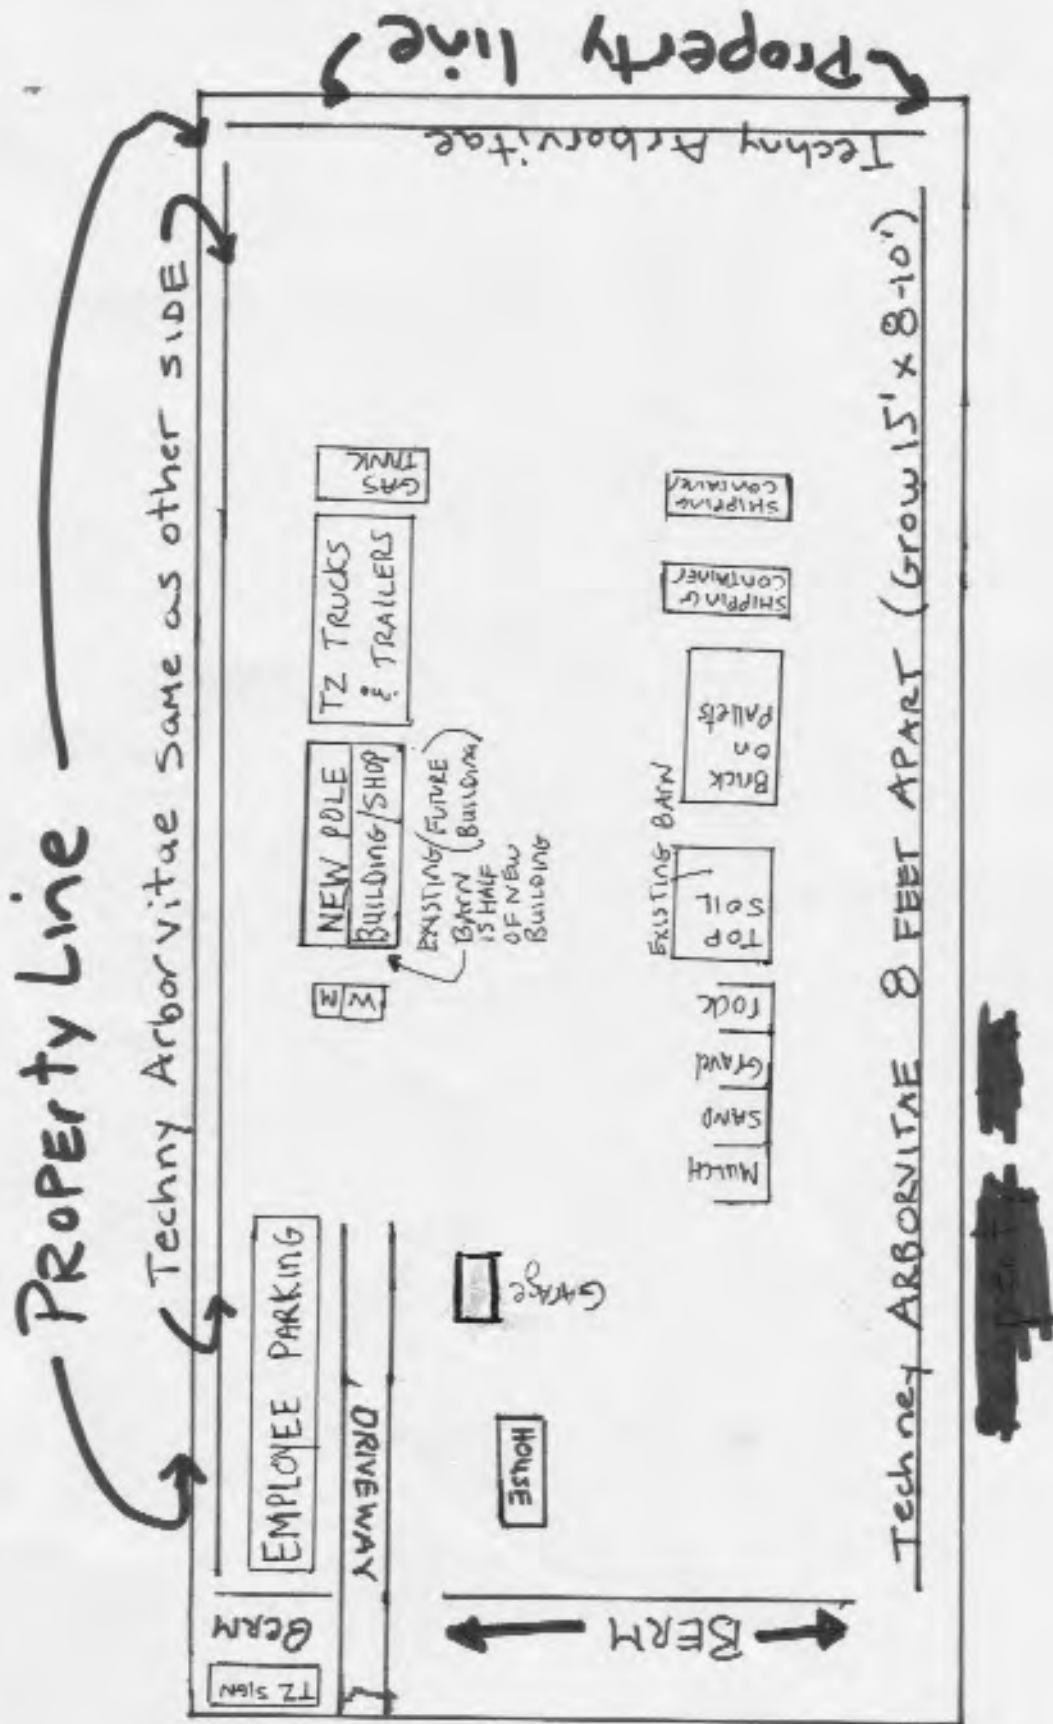 Property line
PROPERTY Line
Techny Arborvitae Same as other SIDE
Techny Arborvitae
GAS
TANK
TZ TRUCKS
& TRAILERS
NEW POLE
BUILDING/SHOP
EXISTING
BARN
IS HALF
OF NEW
BUILDING
(FUTURE
Building)
M
W
EMPLOYEE PARKING
DRIVEWAY
BERM
TZ SIGN
SHIPPING
CONTAINER
SHIPPING
CONTAINER
Brick
on
Pallets
EXISTING BARN
TOP
SOIL
rock
Gravel
SAND
MULCH
GArAge
HOUSE
BERM
Techney ARBORVITAE 8 FEET APART (Grow 15' x 8-10')